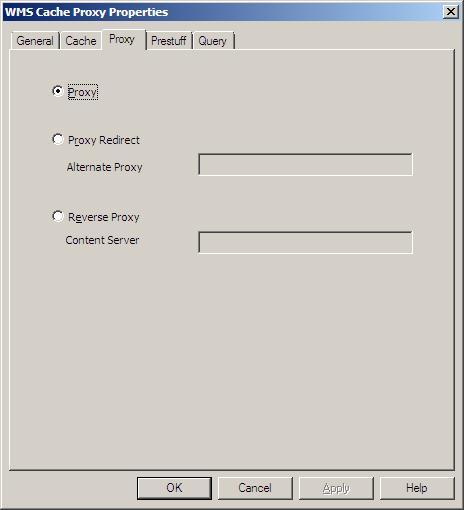 WMS Cache Proxy Properties
General Cache Proxy Prestuff Query
Proxy
Proxy Redirect
Alternate Proxy
Reverse Proxy
Content Server
OK Cancel Apply Help